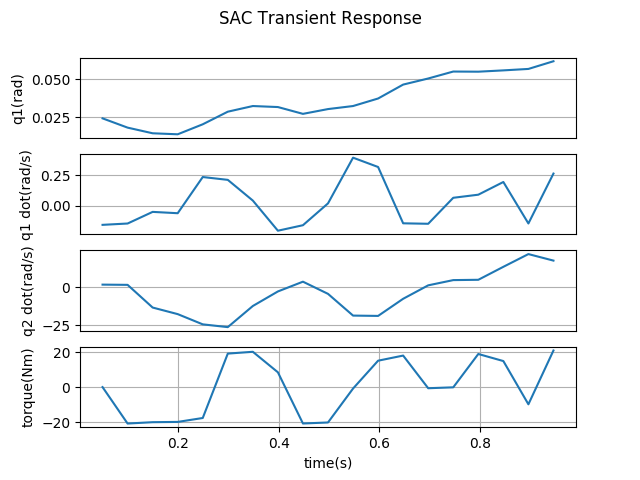 SAC Transient Response
q1(rad)
0.050
0.025
q1 dot(rad/s)
0.25
0.00
q2 dot(rad/s)
0
−25
torque(Nm)
20
0
−20
0.2 0.4 0.6 0.8
time(s)